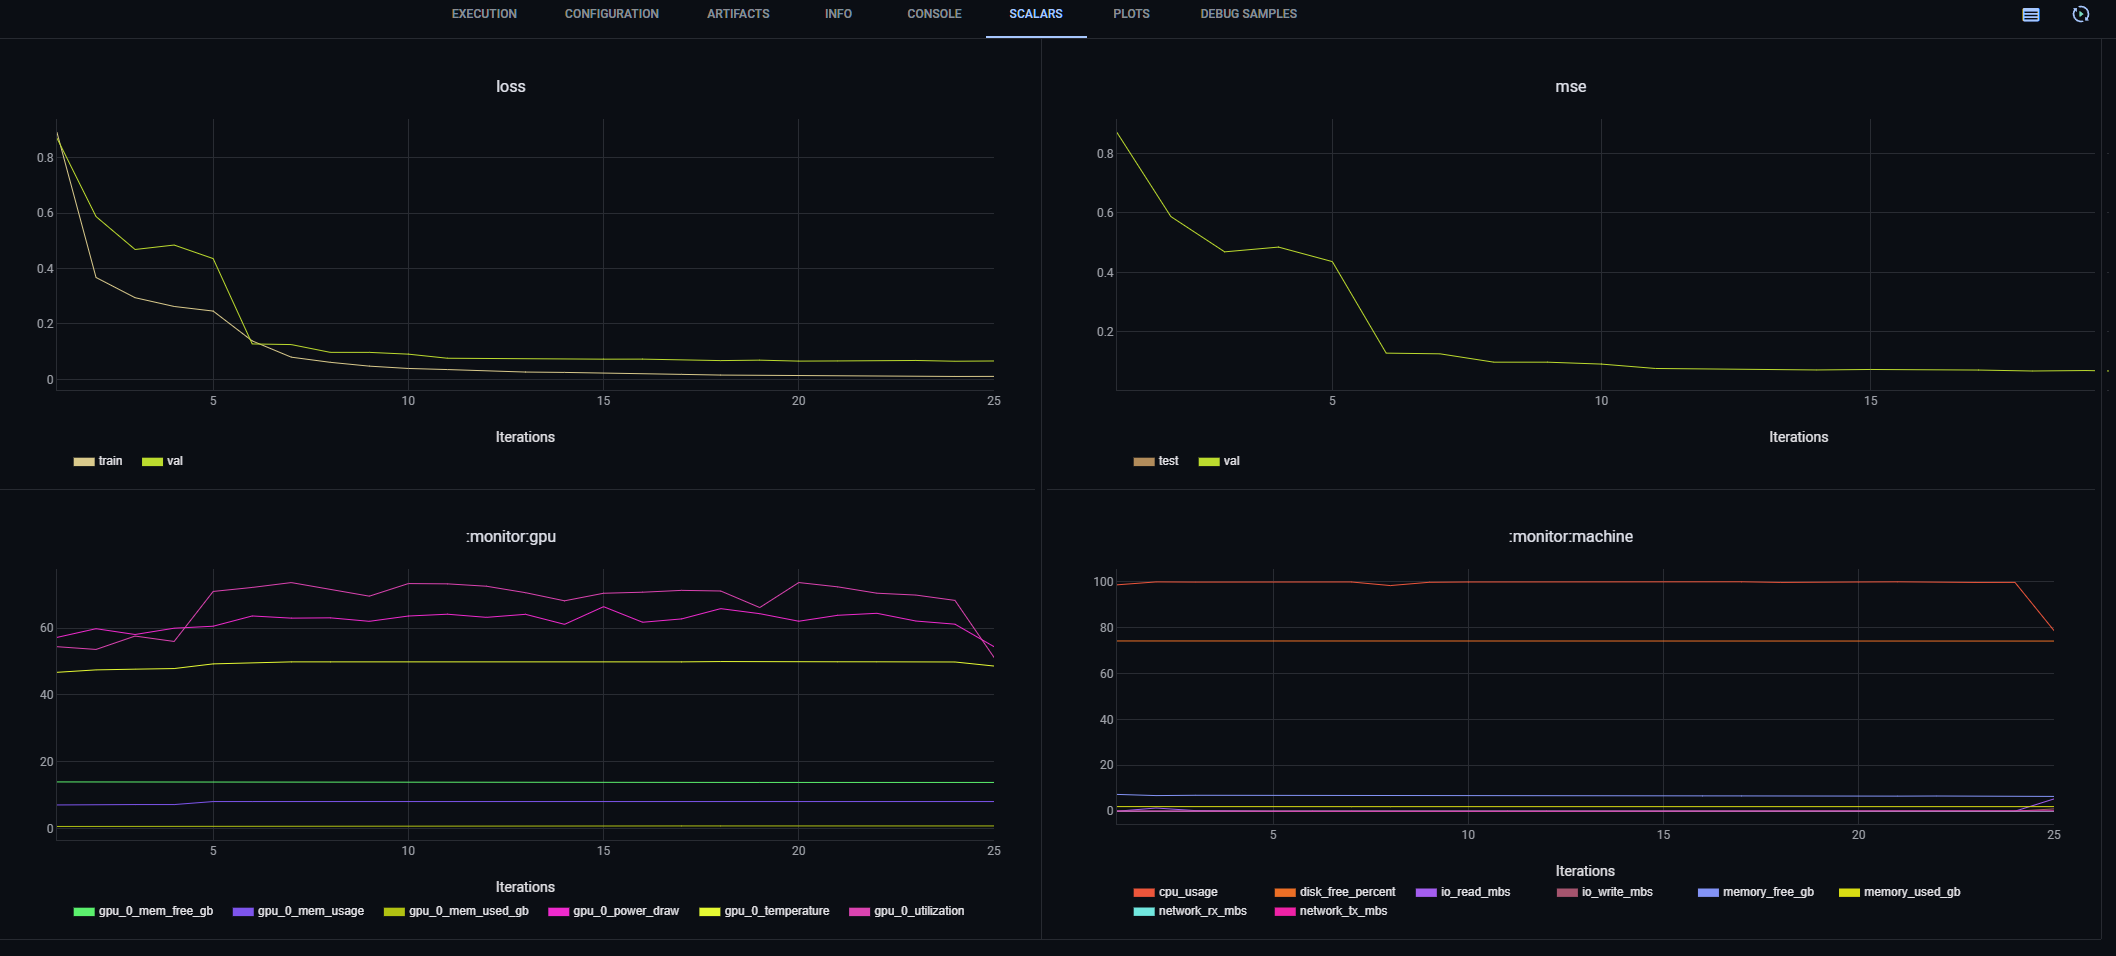 EXECUTION CONFIGURATION ARTIFACTS INFO CONSOLE SCALARS PLOTS DEBUG SAMPLES
loss
0.8
0.6
0.4
0.2
0
5 10 15 20 25
Iterations
train val
mse
0.8
0.6
0.4
0.2
5 10 15
Iterations
test val
:monitor:gpu
60
40
20
0
5 10 15 20 25
Iterations
gpu_0_mem_free_gb gpu_0_mem_usage gpu_0_mem_used_gb gpu_0_power_draw gpu_0_temperature gpu_0_utilization
:monitor:machine
100
80
60
40
20
0
5 10 15 20 25
Iterations
cpu_usage disk_free_percent io_read_mbs io_write_mbs memory_free_gb memory_used_gb
network_rx_mbs network_tx_mbs